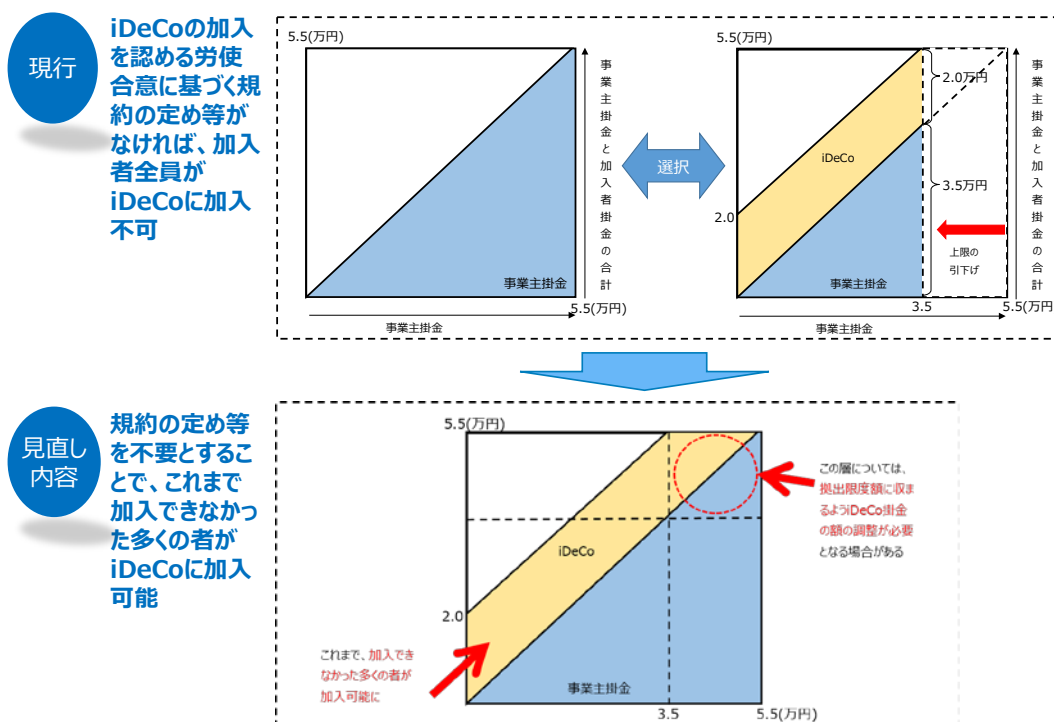 現行
iDeCoの加入
を認める労使
合意に基づく規
約の定め等が
なければ、加入
者全員が
iDeCoに加入
不可
5.5(万円)
事業主掛金
5.5(万円)
事業主掛金
事業主掛金と加入者掛金の合計
選択
5.5(万円)
2.0万円
iDeCo
3.5万円
2.0
上限の
引下げ
事業主掛金
3.5
5.5(万円)
事業主掛金
事業主掛金と加入者掛金の合計
見直し
内容
規約の定め等
を不要とするこ
とで、これまで
加入できなかっ
た多くの者が
iDeCoに加入
可能
5.5(万円)
iDeCo
2.0
事業主掛金
3.5
5.5(万円)
これまで、加入でき
なかった多くの者が
加入可能に
この層については、
拠出限度額に収ま
るようiDeCo掛金
の額の調整が必要
となる場合がある